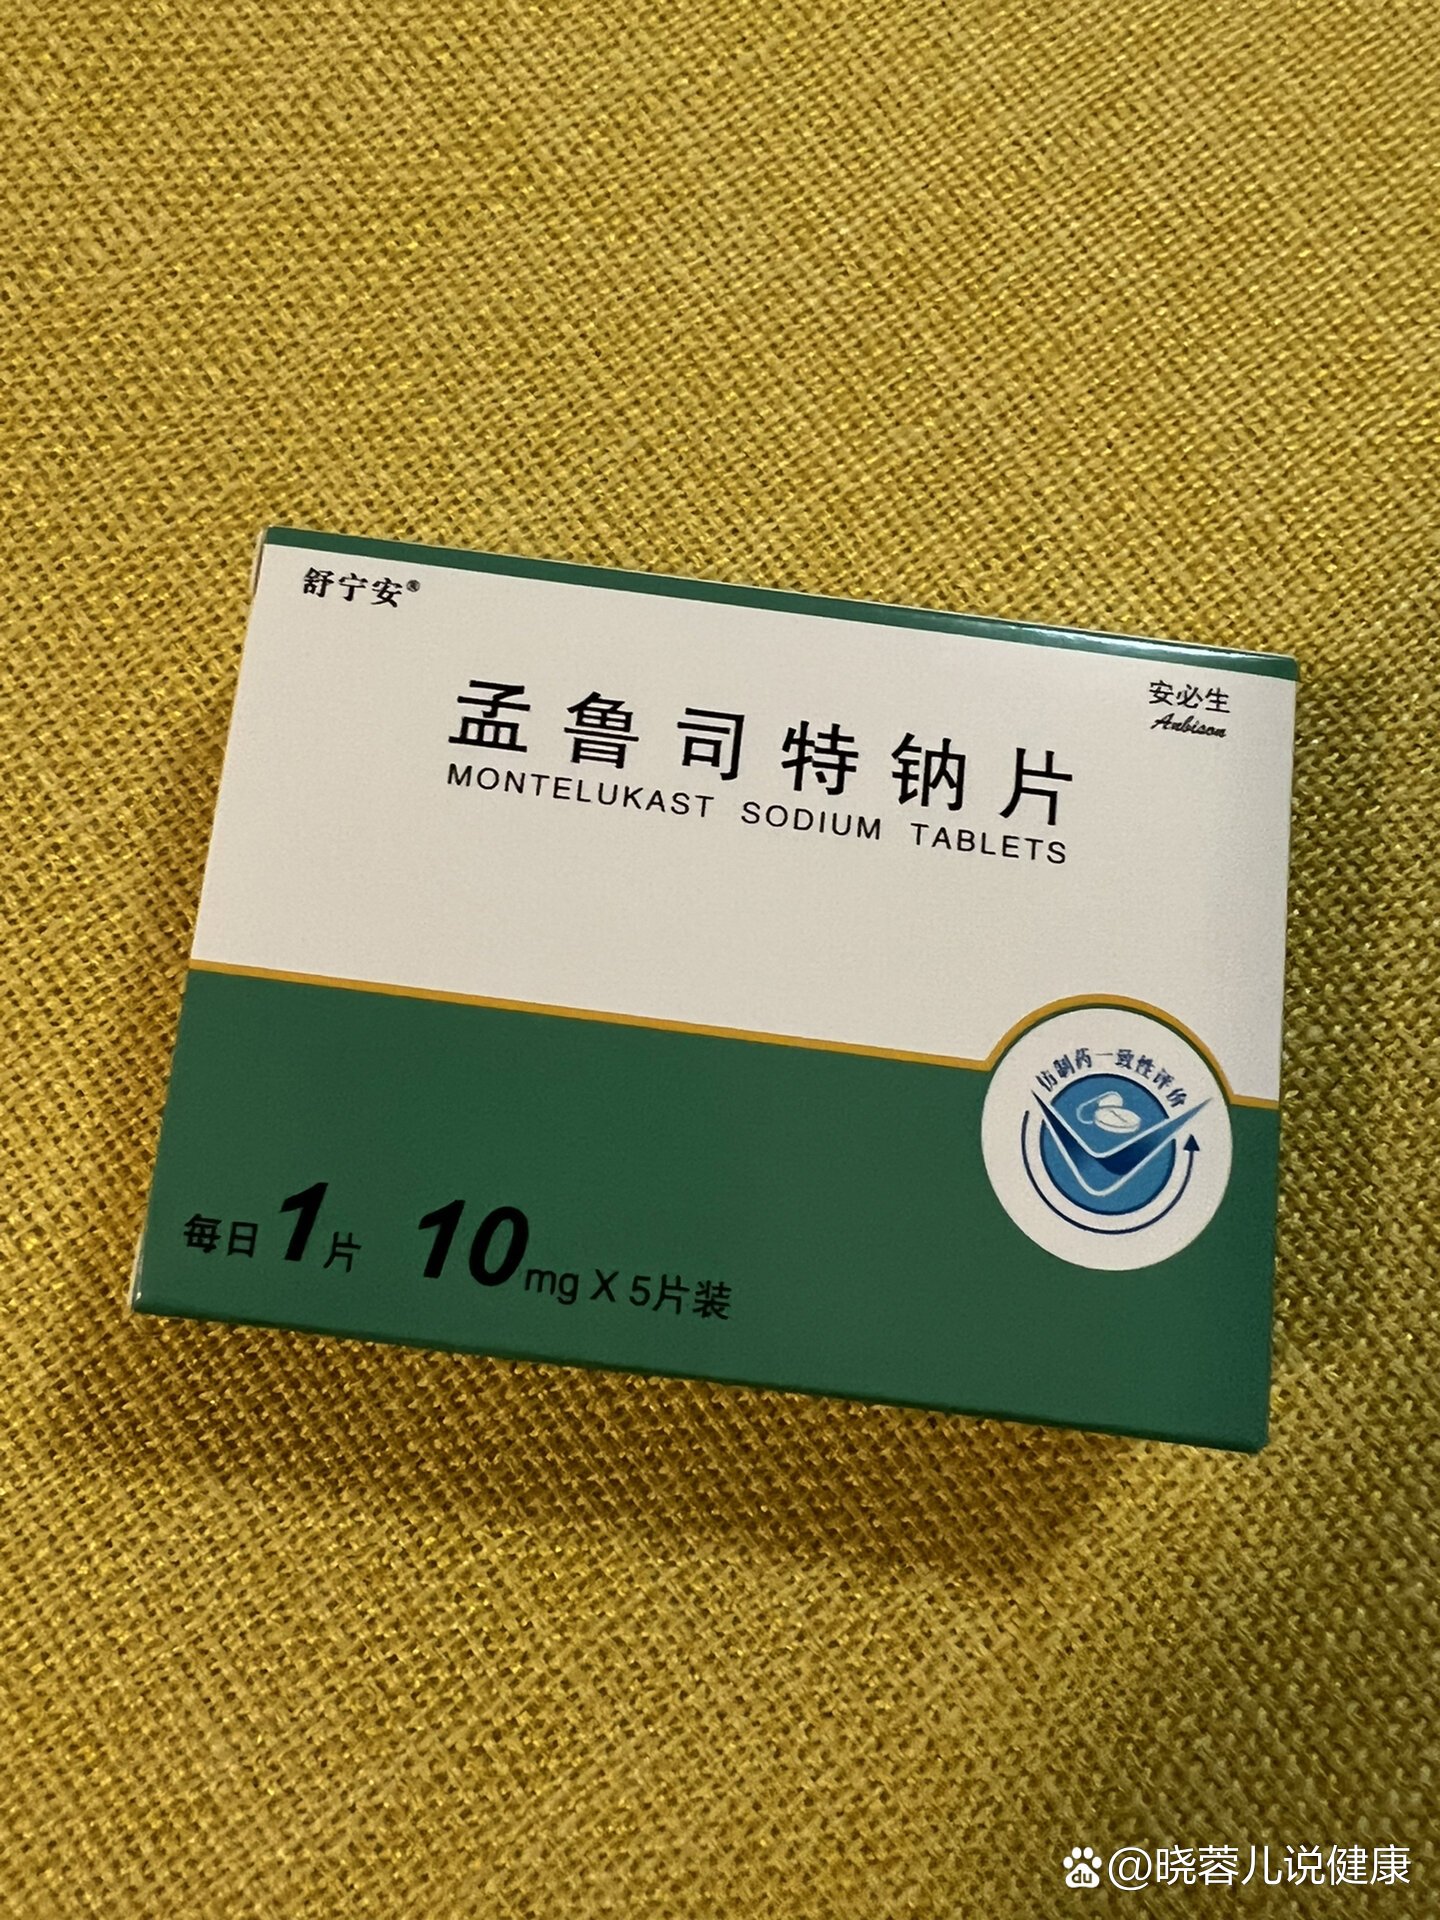 舒宁安®
安必生
Anbison
孟鲁司特钠片
MONTELUKAST SODIUM TABLETS
仿制药一致性评价
每日1片 10mg X 5片装
du @晓蓉儿说健康